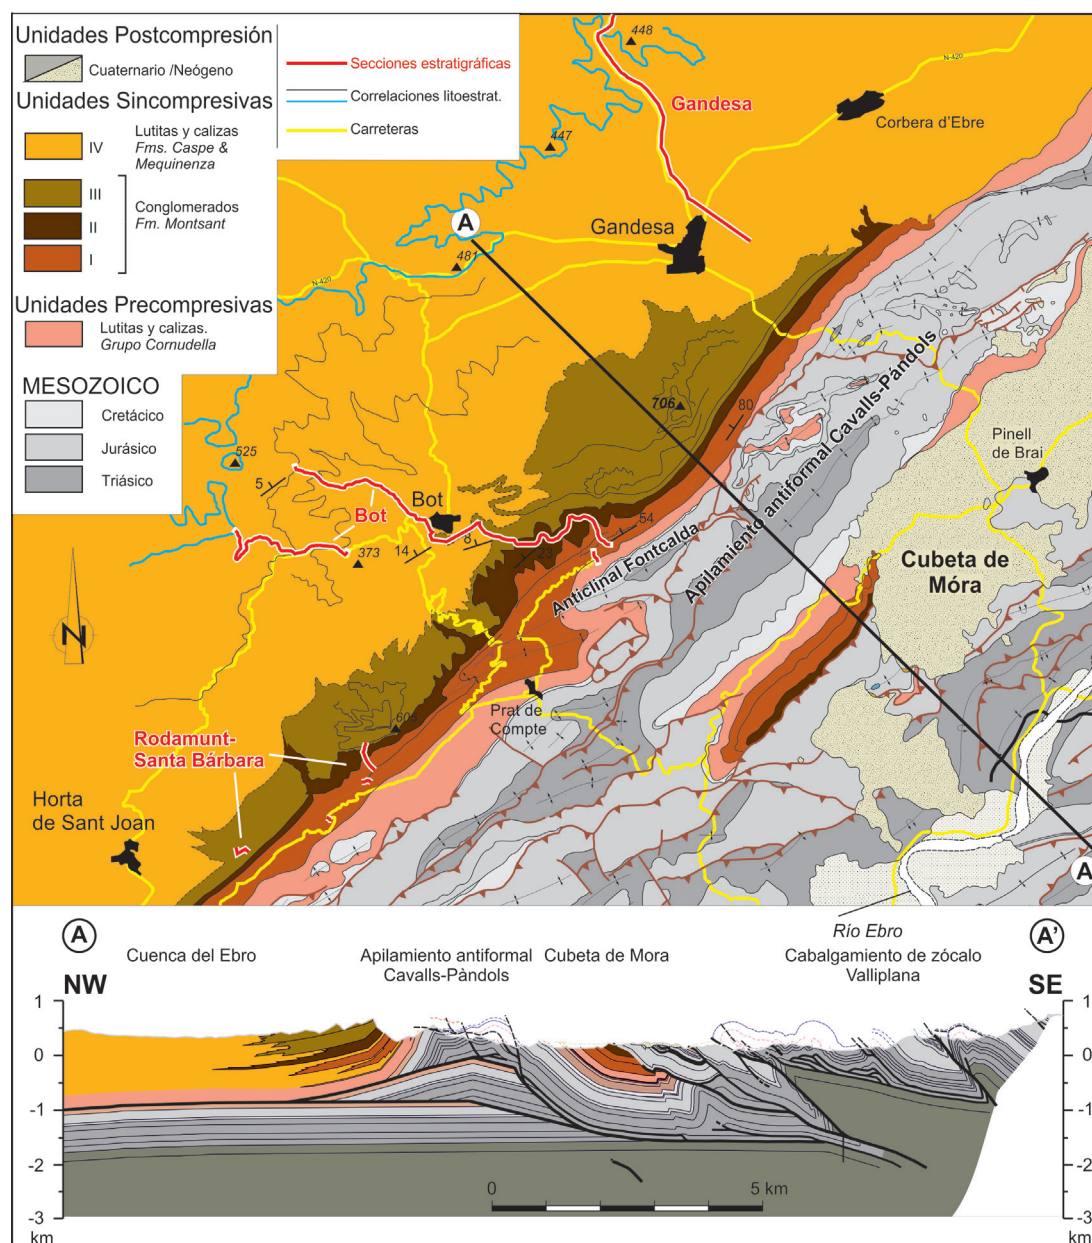 Unidades Postcompresión
Cuaternario /Neógeno
Unidades Sincompresivas
IV
Lutitas y calizas
Fms. Caspe &
Mequinenza
III
II
I
Conglomerados
Fm. Montsant
Unidades Precompresivas
Lutitas y calizas.
Grupo Cornudella
MESOZOICO
Cretácico
Jurásico
Triásico
Secciones estratigráficas
Correlaciones litoestrat.
Carreteras
448
Gandesa
N-420
Corbera d'Ebre
447
A
Gandesa
481
N-420
706
80
525
5
Bot
Bot
373
14
8
23
54
Anticlinal Fontcalda
Apilamiento antiformal Cavalls-Pándols
Pinell
de Brai
Cubeta de
Móra
N
Prat de
Compte
Rodamunt-
Santa Bárbara
Horta
de Sant Joan
A
Río Ebro
A
A'
Cuenca del Ebro
Apilamiento antiformal
Cavalls-Pàndols
Cubeta de Mora
Cabalgamiento de zócalo
Valliplana
NW
SE
1
0
-1
-2
-3
km
1
0
-1
-2
-3
km
0
5 km